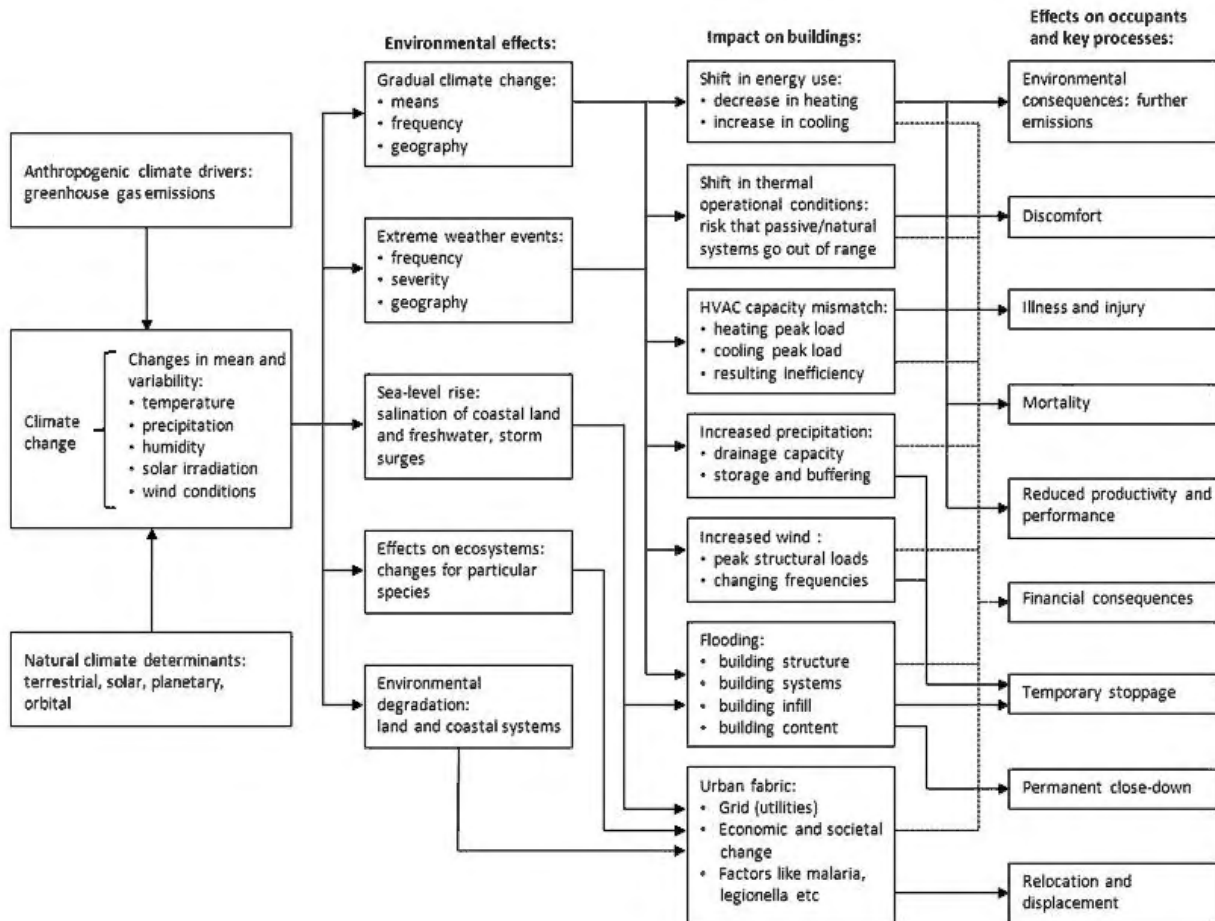 Anthropogenic climate drivers:
greenhouse gas emissions
Climate
change
Changes in mean and
variability:
• temperature
• precipitation
• humidity
• solar irradiation
• wind conditions
Natural climate determinants:
terrestrial, solar, planetary,
orbital
Environmental effects:
Gradual climate change:
• means
• frequency
• geography
Extreme weather events:
• frequency
• severity
• geography
Sea-level rise:
salination of coastal land
and freshwater, storm
surges
Effects on ecosystems:
changes for particular
species
Environmental
degradation:
land and coastal systems
Impact on buildings:
Shift in energy use:
• decrease in heating
• increase in cooling
Shift in thermal
operational conditions:
risk that passive/natural
systems go out of range
HVAC capacity mismatch:
• heating peak load
• cooling peak load
• resulting inefficiency
Increased precipitation:
• drainage capacity
• storage and buffering
Increased wind :
• peak structural loads
• changing frequencies
Flooding:
• building structure
• building systems
• building infill
• building content
Urban fabric:
• Grid (utilities)
• Economic and societal
change
• Factors like malaria,
legionella etc
Effects on occupants
and key processes:
Environmental
consequences: further
emissions
Discomfort
Illness and injury
Mortality
Reduced productivity and
performance
Financial consequences
Temporary stoppage
Permanent close-down
Relocation and
displacement